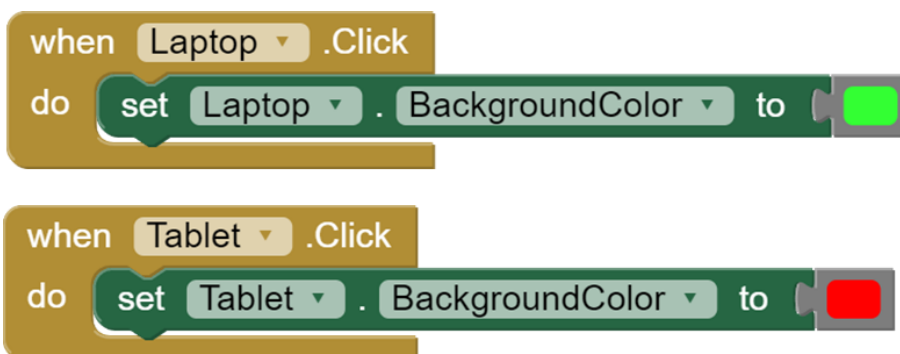 when Laptop .Click
do set Laptop . BackgroundColor to
when Tablet .Click
do set Tablet . BackgroundColor to